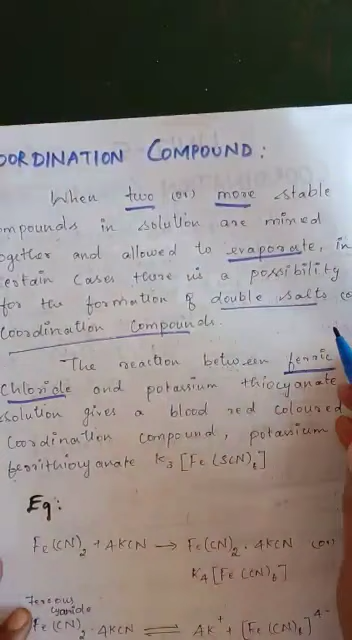 OORDINATION COMPOUND:
When two (or) more stable
ompounds in solution are mixed
ogether and allowed to evaporate, in
ertain cases there is a possibility
for the formation of double salts co
Coordination compounds.
The reaction between ferric
Chloride and potassium thiocyanate
solution gives a blood red coloured
Coordination compound, potassium
ferrithiocyanate K₃[Fe(SCN)₆]
Eg:
Fe(CN)₂ + 4KCN → Fe(CN)₂·4KCN (or)
K₄[Fe(CN)₆]
Ferrous
cyanide
Fe(CN)₂·4KCN ⇌ 4K⁺ + [Fe(CN)₆]⁴⁻